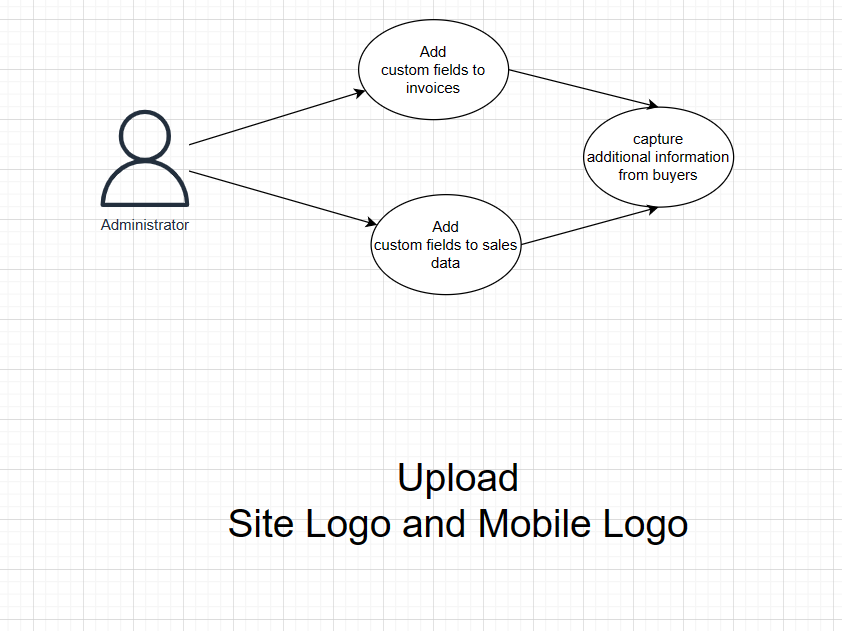 Add
custom fields to
invoices
capture
additional information
from buyers
Administrator
Add
custom fields to sales
data
Upload
Site Logo and Mobile Logo